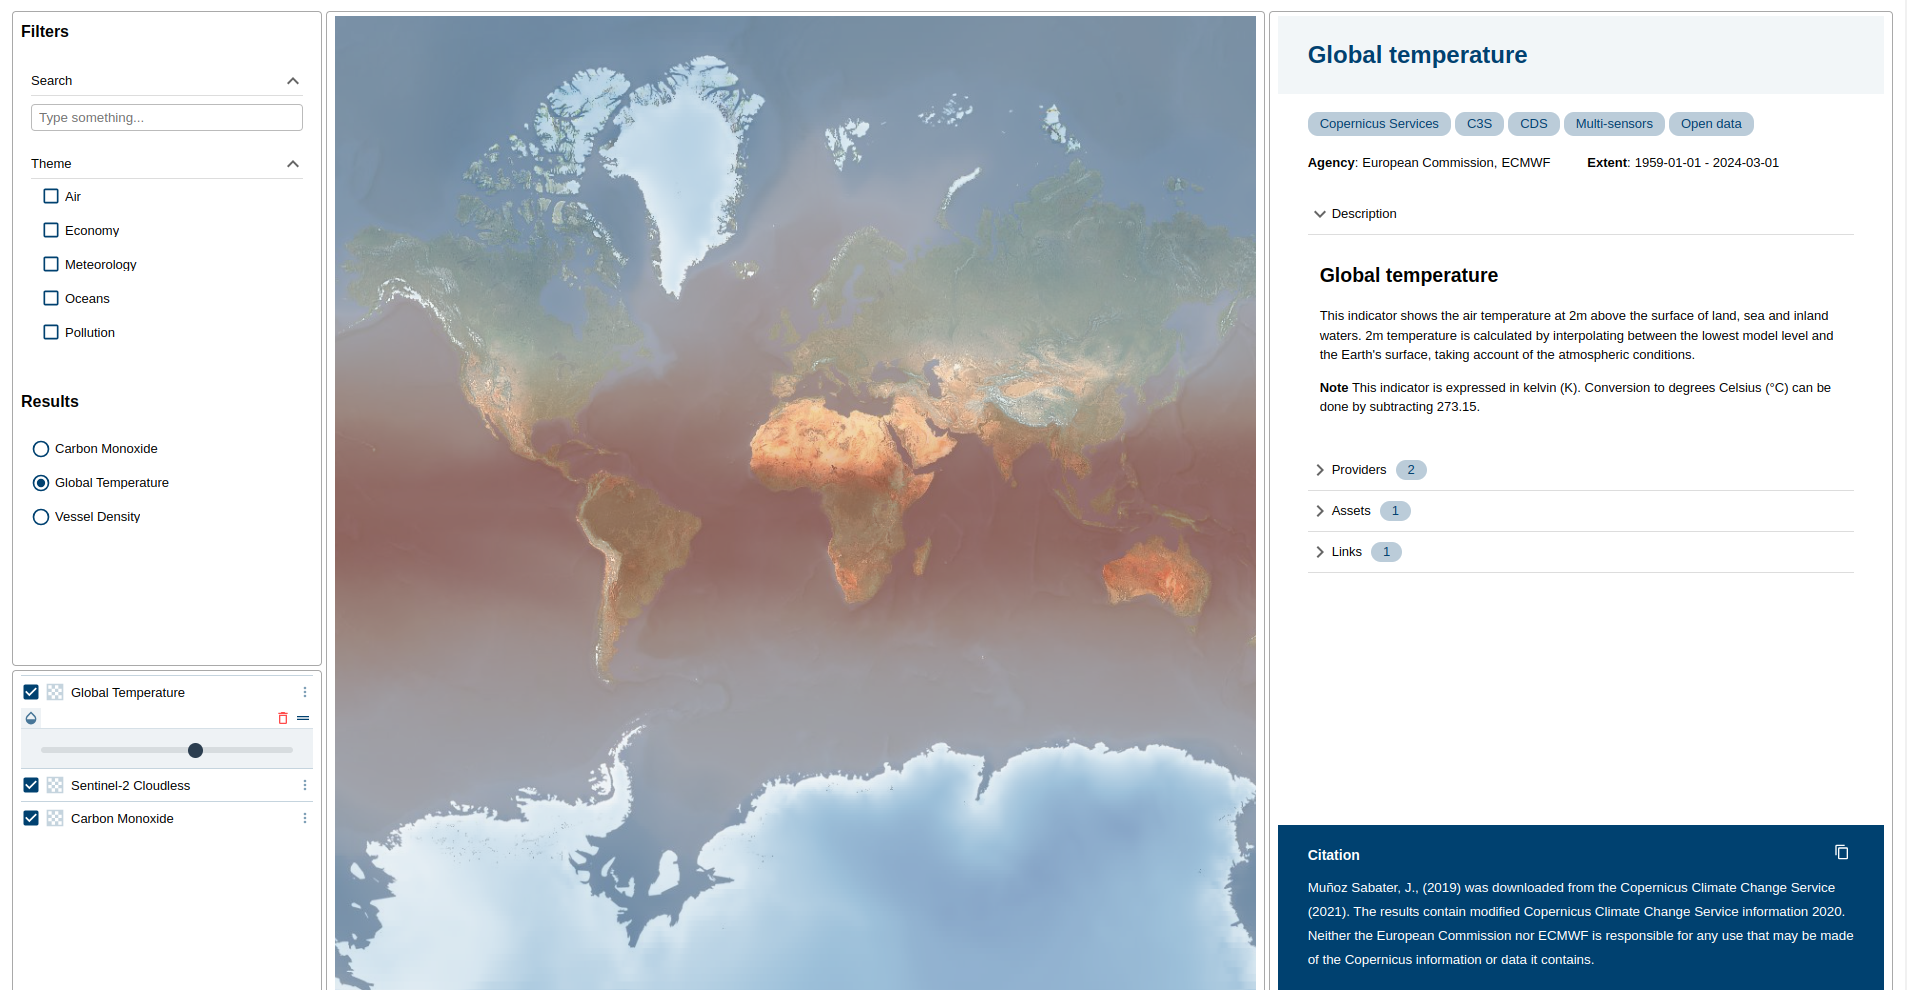 Filters
Search
Type something...
Theme
Air
Economy
Meteorology
Oceans
Pollution
Results
Carbon Monoxide
Global Temperature
Vessel Density
Global Temperature
Sentinel-2 Cloudless
Carbon Monoxide
Global temperature
Copernicus Services C3S CDS Multi-sensors Open data
Agency: European Commission, ECMWF Extent: 1959-01-01 - 2024-03-01
Description
Global temperature
This indicator shows the air temperature at 2m above the surface of land, sea and inland
waters. 2m temperature is calculated by interpolating between the lowest model level and
the Earth's surface, taking account of the atmospheric conditions.
Note This indicator is expressed in kelvin (K). Conversion to degrees Celsius (°C) can be
done by subtracting 273.15.
Providers 2
Assets 1
Links 1
Citation
Muñoz Sabater, J., (2019) was downloaded from the Copernicus Climate Change Service
(2021). The results contain modified Copernicus Climate Change Service information 2020.
Neither the European Commission nor ECMWF is responsible for any use that may be made
of the Copernicus information or data it contains.